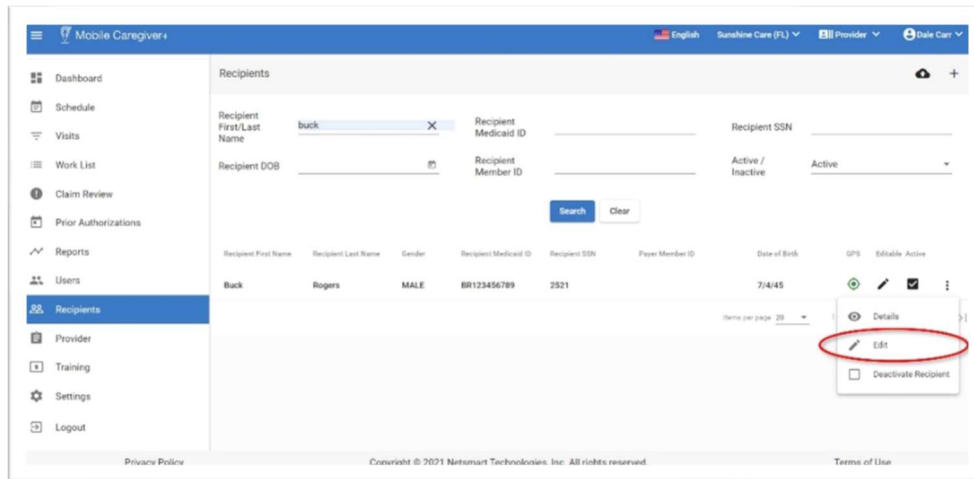 Mobile Caregiver+ English Sunshine Care (FL) Provider Dale Carr
Dashboard
Schedule
Visits
Work List
Claim Review
Prior Authorizations
Reports
Users
Recipients
Provider
Training
Settings
Logout
Recipients
Recipient First/Last Name buck
Recipient Medicaid ID
Recipient SSN
Recipient DOB
Recipient Member ID
Active / Inactive Active
Search Clear
Recipient First Name Recipient Last Name Gender Recipient Medicaid ID Recipient SSN Payer Member ID Date of Birth GPS Editable Active
Buck Rogers MALE BR123456789 2521 7/4/45
Items per page 20
Details
Edit
Deactivate Recipient
Privacy Policy Copyright © 2021 Netsmart Technologies, Inc. All rights reserved. Terms of Use